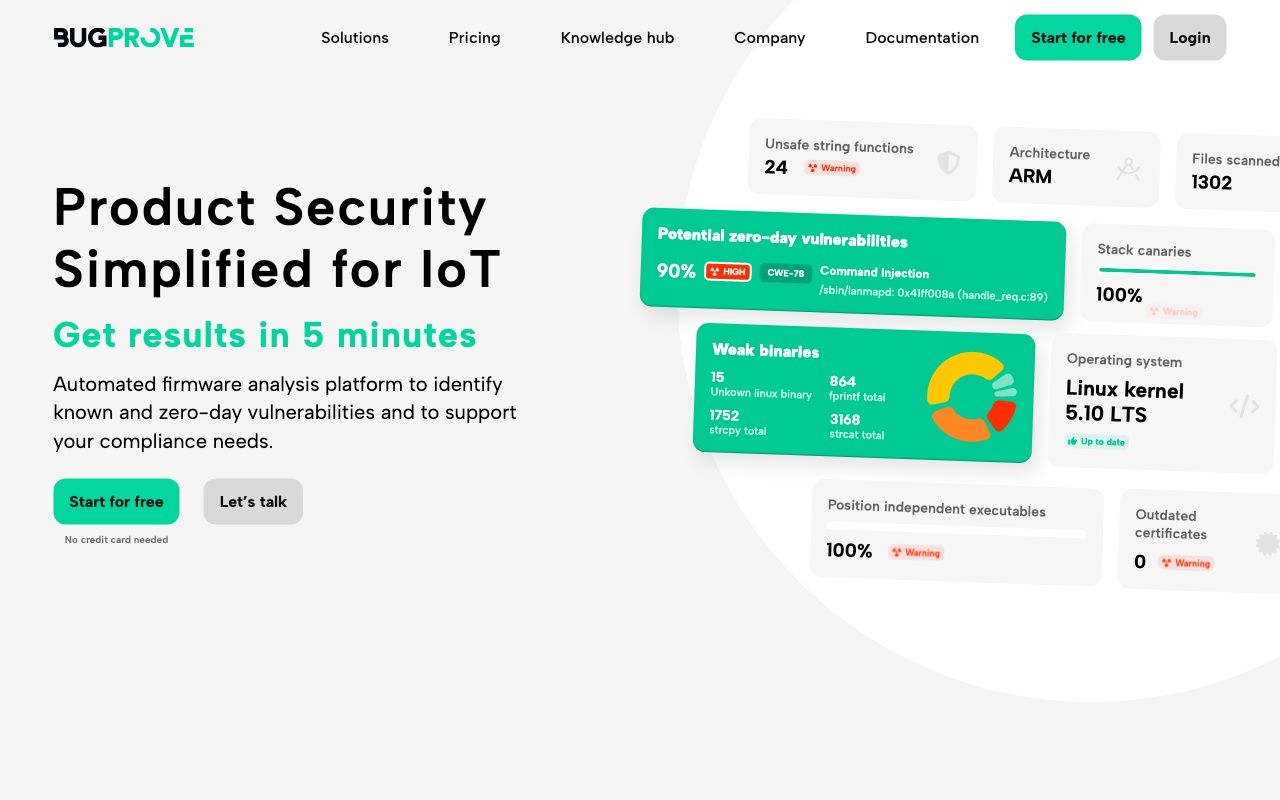 BUGPROVE
Solutions
Pricing
Knowledge hub
Company
Documentation
Start for free
Login
Product Security
Simplified for IoT
Get results in 5 minutes
Automated firmware analysis platform to identify
known and zero-day vulnerabilities and to support
your compliance needs.
Start for free
Let's talk
No credit card needed
Unsafe string functions
24
Warning
Architecture
ARM
Files scanned
1302
Potential zero-day vulnerabilities
90%
HIGH
CWE-78
Command Injection
/sbin/lanmapd: 0x41ff008a (handle_req.c:89)
Stack canaries
100%
Warning
Weak binaries
15
Unkown linux binary
864
fprintf total
1752
strcpy total
3168
strcat total
Operating system
Linux kernel
5.10 LTS
Up to date
Position independent executables
100%
Warning
Outdated
certificates
0
Warning